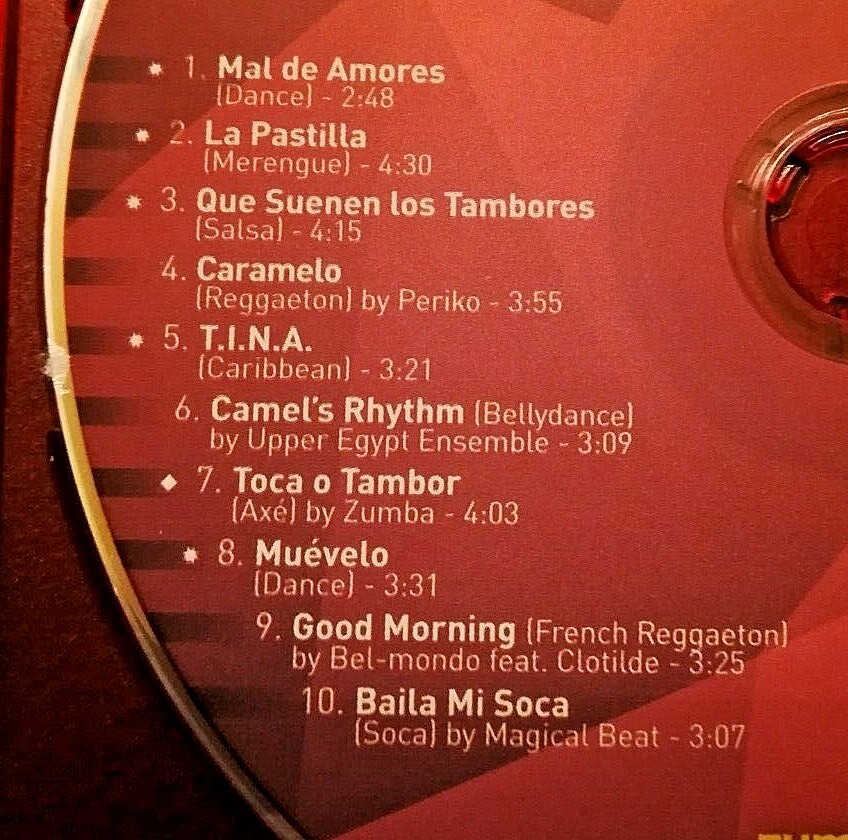 * 1. Mal de Amores
(Dance) - 2:48
* 2. La Pastilla
(Merengue) - 4:30
* 3. Que Suenen los Tambores
(Salsa) - 4:15
4. Caramelo
(Reggaeton) by Periko - 3:55
* 5. T.I.N.A.
(Caribbean) - 3:21
6. Camel's Rhythm (Bellydance)
by Upper Egypt Ensemble - 3:09
◆ 7. Toca o Tambor
(Axé) by Zumba - 4:03
* 8. Muévelo
(Dance) - 3:31
9. Good Morning (French Reggaeton)
by Bel-mondo feat. Clotilde - 3:25
10. Baila Mi Soca
(Soca) by Magical Beat - 3:07